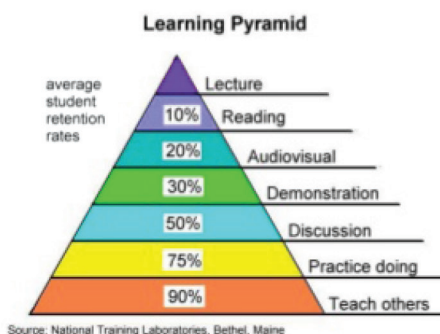 Learning Pyramid
average
student
retention
rates
Lecture
10% Reading
20% Audiovisual
30% Demonstration
50% Discussion
75% Practice doing
90% Teach others
Source: National Training Laboratories, Bethel, Maine